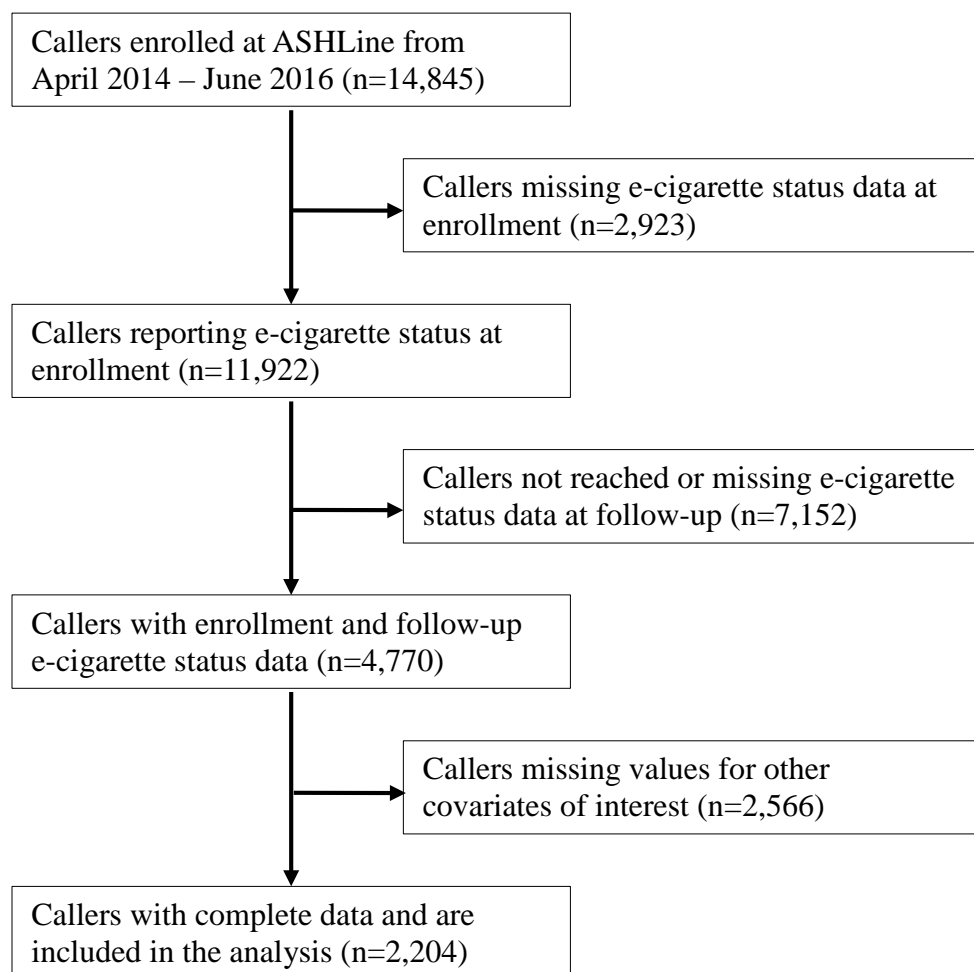 Callers enrolled at ASHLine from
April 2014 – June 2016 (n=14,845)
Callers missing e-cigarette status data at
enrollment (n=2,923)
Callers reporting e-cigarette status at
enrollment (n=11,922)
Callers not reached or missing e-cigarette
status data at follow-up (n=7,152)
Callers with enrollment and follow-up
e-cigarette status data (n=4,770)
Callers missing values for other
covariates of interest (n=2,566)
Callers with complete data and are
included in the analysis (n=2,204)